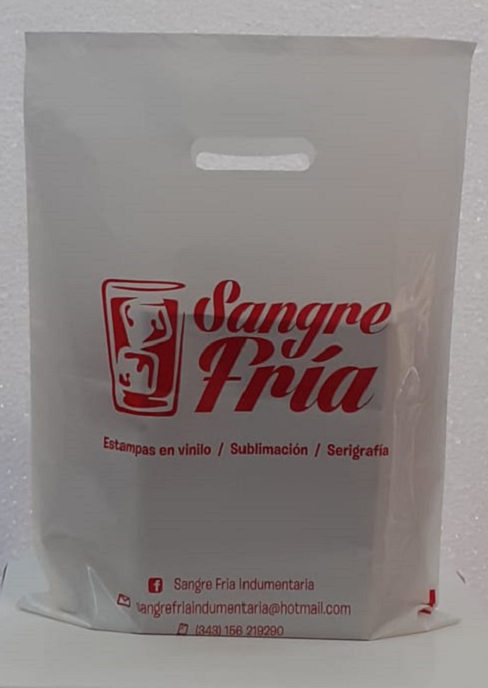 Sangre
Fría
Estampas en vinilo / Sublimación / Serigrafía
Sangre Fria Indumentaria
sangrefriaindumentaria@hotmail.com
(343) 156 219290